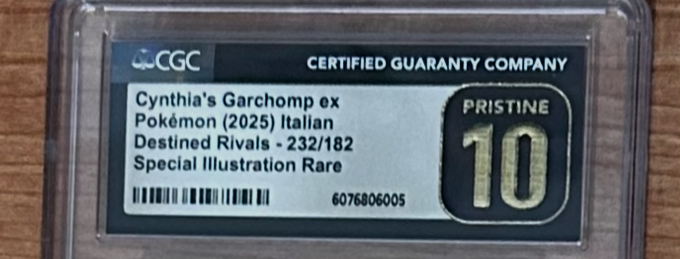 CGC
CERTIFIED GUARANTY COMPANY
Cynthia's Garchomp ex
Pokémon (2025) Italian
Destined Rivals - 232/182
Special Illustration Rare
6076806005
PRISTINE
10